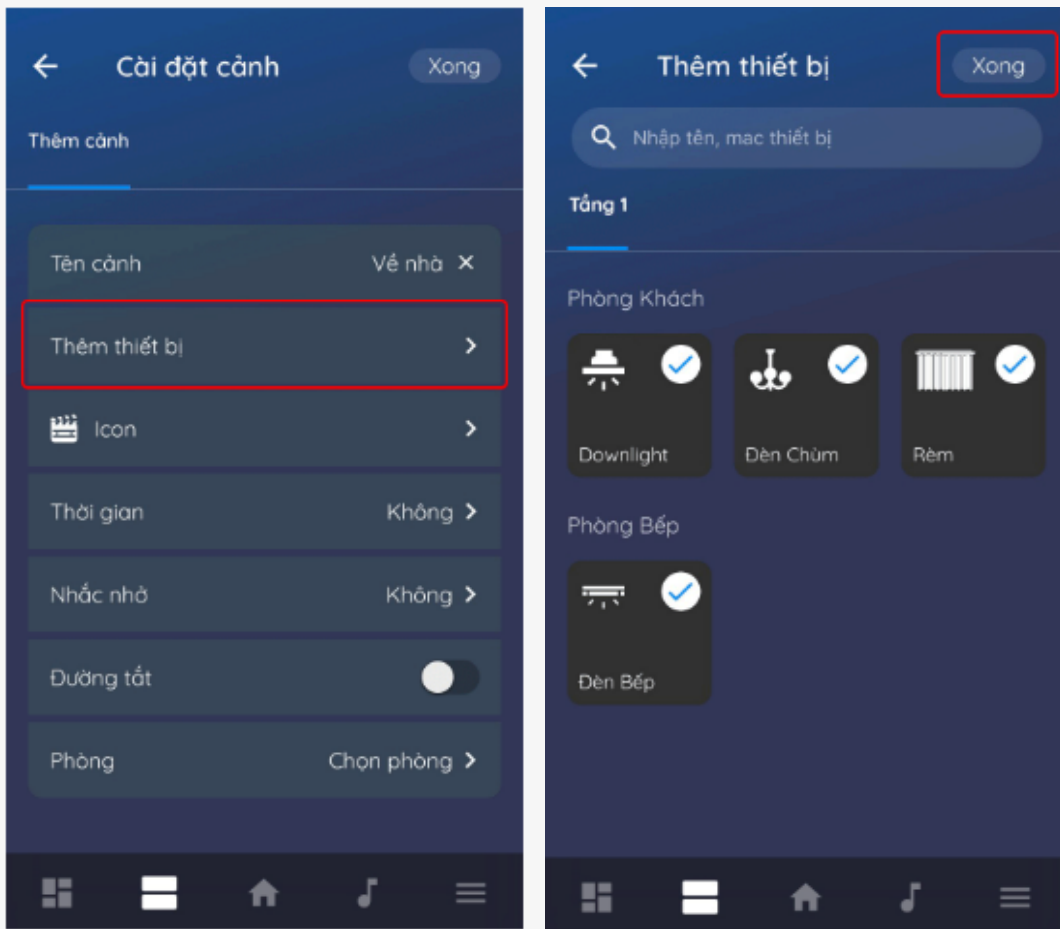 Cài đặt cảnh
Xong
Thêm cảnh
Tên cảnh
Về nhà
Thêm thiết bị
Icon
Thời gian
Không
Nhắc nhở
Không
Đường tắt
Phòng
Chọn phòng
Thêm thiết bị
Xong
Nhập tên, mac thiết bị
Tầng 1
Phòng Khách
Downlight
Đèn Chùm
Rèm
Phòng Bếp
Đèn Bếp